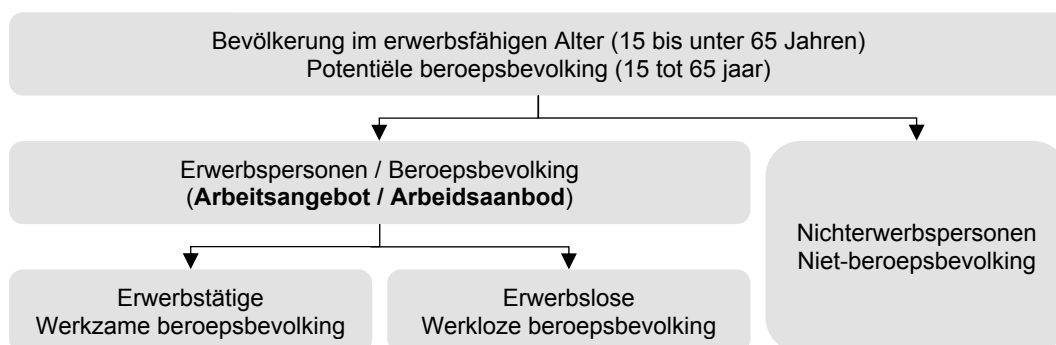 Bevölkerung im erwerbsfähigen Alter (15 bis unter 65 Jahren)
Potentiële beroepsbevolking (15 tot 65 jaar)
Erwerbspersonen / Beroepsbevolking
(Arbeitsangebot / Arbeidsaanbod)
Nichterwerbspersonen
Niet-beroepsbevolking
Erwerbstätige
Werkzame beroepsbevolking
Erwerbslose
Werkloze beroepsbevolking